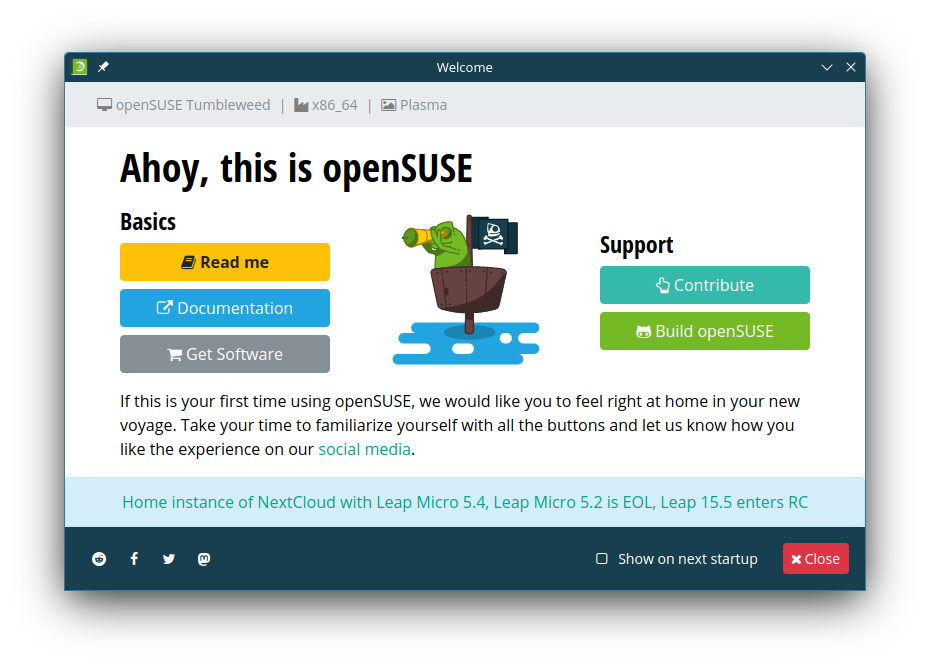 Welcome
openSUSE Tumbleweed | x86_64 | Plasma
Ahoy, this is openSUSE
Basics
Read me
Documentation
Get Software
Support
Contribute
Build openSUSE
If this is your first time using openSUSE, we would like you to feel right at home in your new
voyage. Take your time to familiarize yourself with all the buttons and let us know how you
like the experience on our social media.
Home instance of NextCloud with Leap Micro 5.4, Leap Micro 5.2 is EOL, Leap 15.5 enters RC
Show on next startup
Close